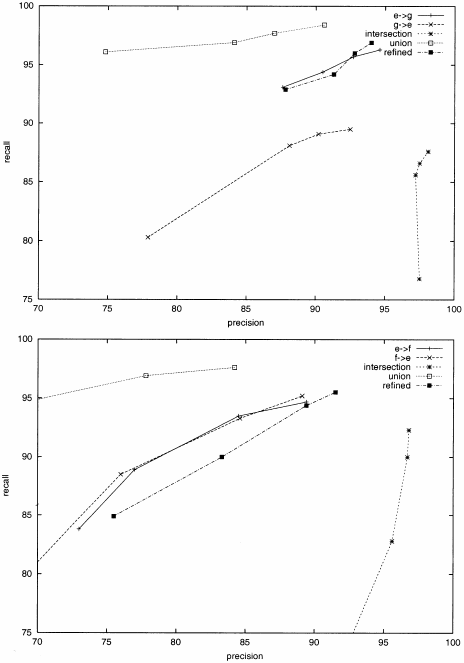 100
95
90
85
80
75
recall
70
75
80
85
90
95
100
precision
e->g
g->e
intersection
union
refined
100
95
90
85
80
75
recall
70
75
80
85
90
95
100
precision
e->f
f->e
intersection
union
refined